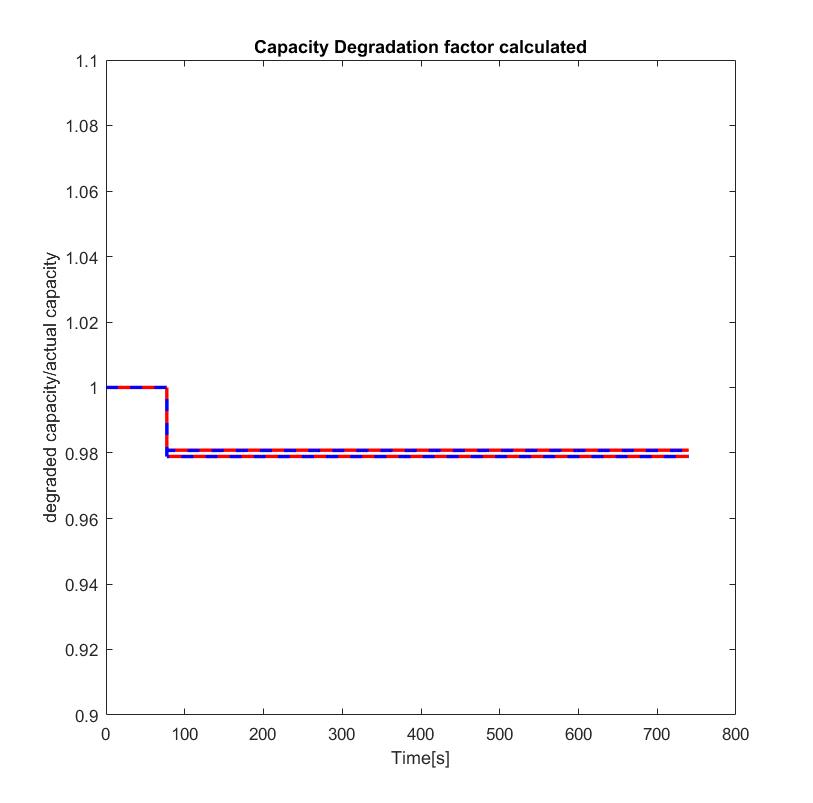 Capacity Degradation factor calculated
1.1
1.08
1.06
1.04
1.02
1
0.98
0.96
0.94
0.92
0.9
degraded capacity/actual capacity
0 100 200 300 400 500 600 700 800
Time[s]